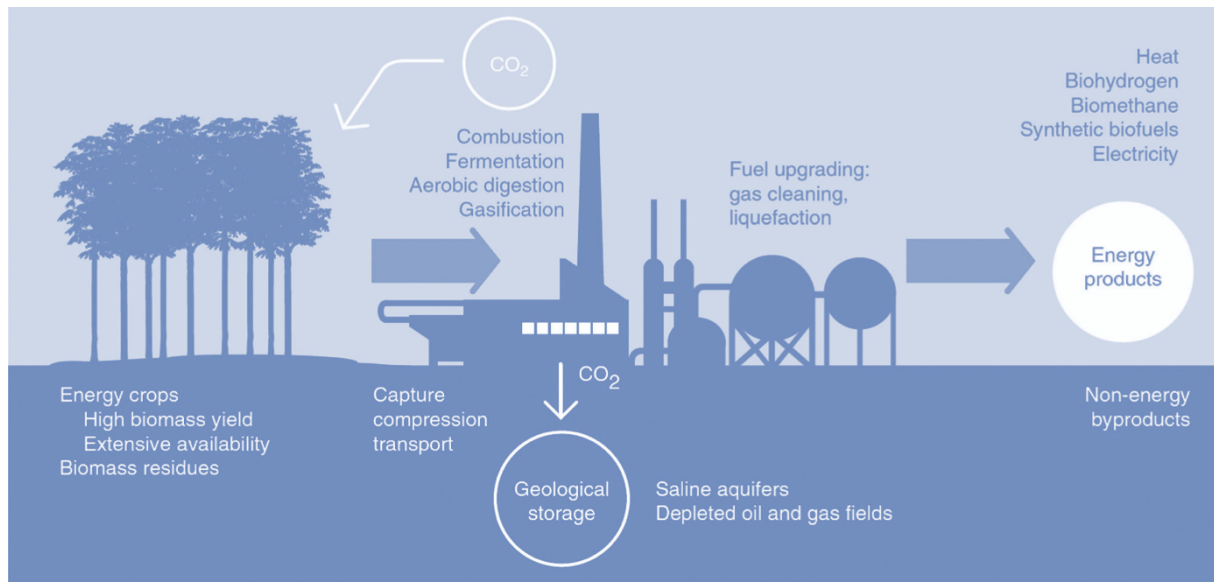 CO₂
Combustion
Fermentation
Aerobic digestion
Gasification
Fuel upgrading:
gas cleaning,
liquefaction
Heat
Biohydrogen
Biomethane
Synthetic biofuels
Electricity
Energy
products
Energy crops
High biomass yield
Extensive availability
Biomass residues
Capture
compression
transport
CO₂
Geological
storage
Saline aquifers
Depleted oil and gas fields
Non-energy
byproducts